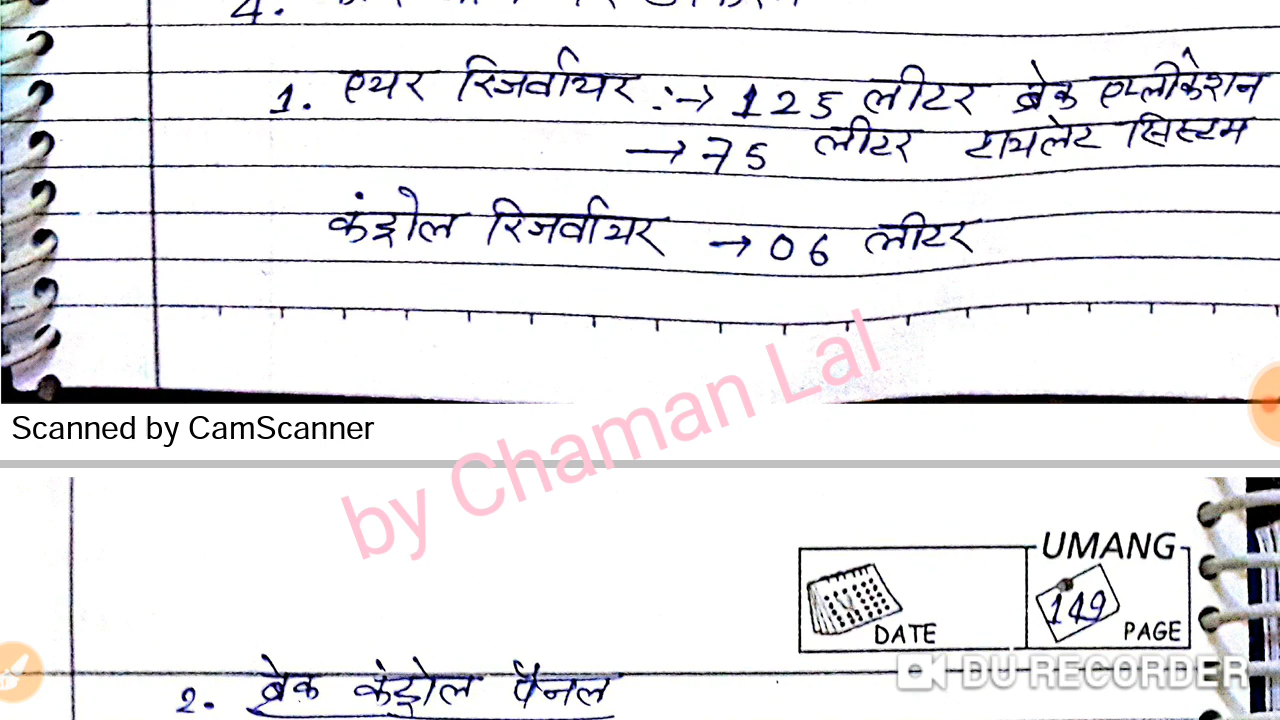 4.
1. एयर रिजर्वायर :→ 125 लीटर ब्रेक एप्लीकेशन
→ 75 लीटर टायलेट सिस्टम
कंट्रोल रिजर्वायर → 06 लीटर
by Chaman Lal
Scanned by CamScanner
UMANG
149
DATE
PAGE
DU RECORDER
2. ब्रेक कंट्रोल पैनल